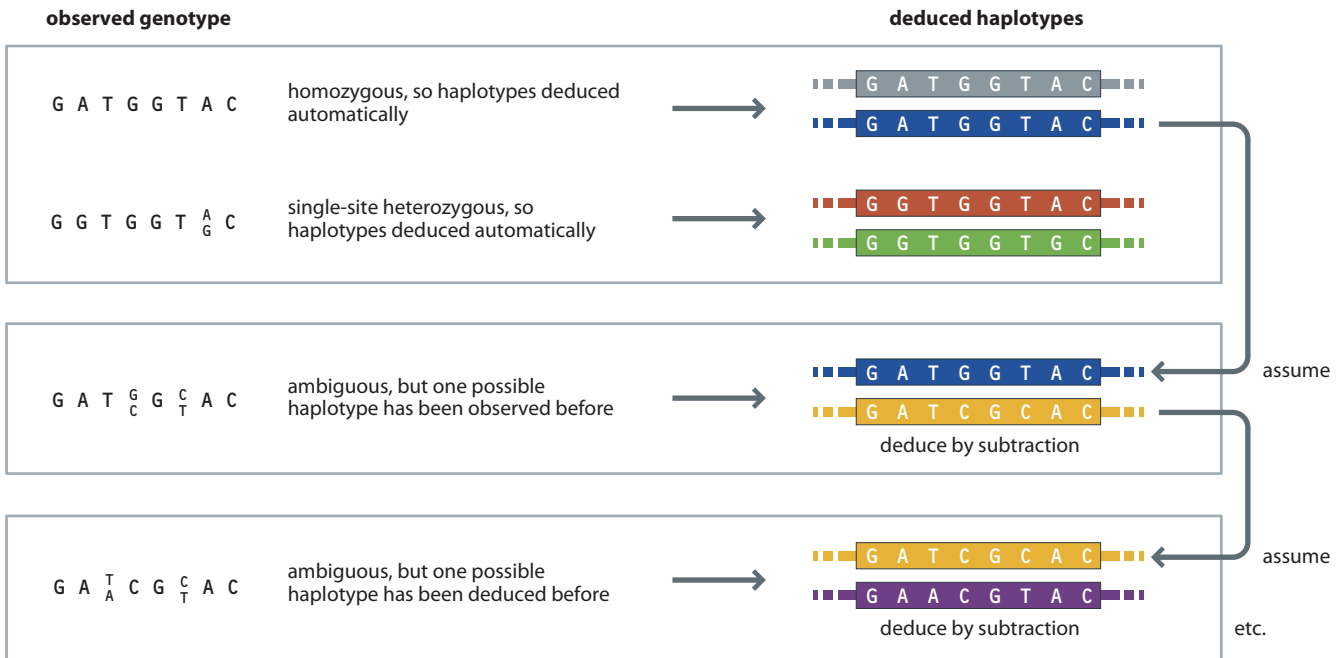 observed genotype
deduced haplotypes
G A T G G T A C
homozygous, so haplotypes deduced
automatically
G A T G G T A C
G A T G G T A C
G G T G G T A C
G
single-site heterozygous, so
haplotypes deduced automatically
G G T G G T A C
G G T G G T G C
G A T G G C A C
C T
ambiguous, but one possible
haplotype has been observed before
G A T G G T A C
assume
G A T C G C A C
deduce by subtraction
G A T C G C A C
A T
ambiguous, but one possible
haplotype has been deduced before
G A T C G C A C
assume
G A A C G T A C
deduce by subtraction
etc.